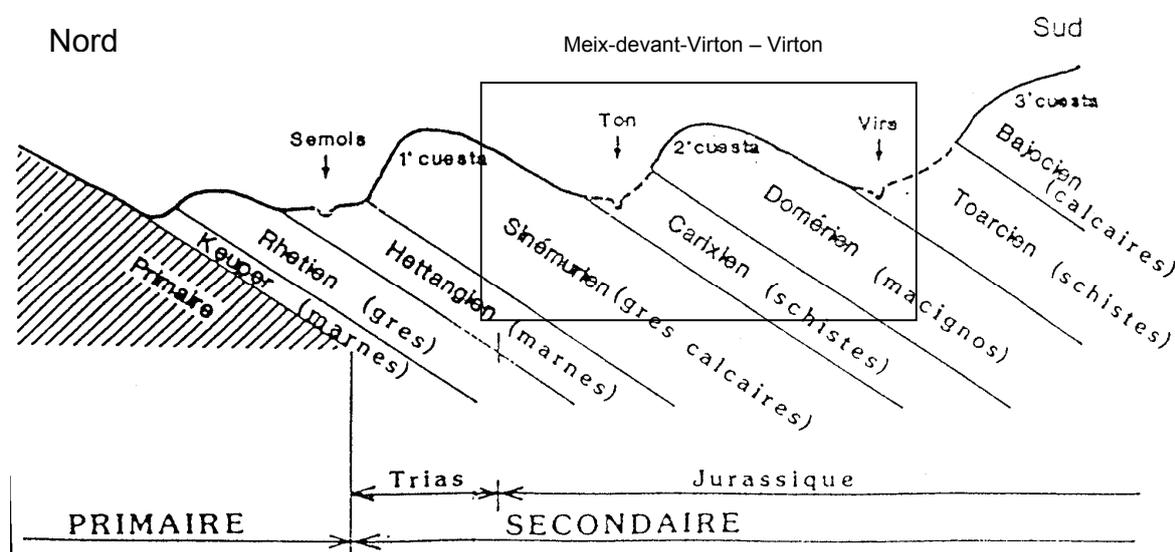 Nord
Sud
Meix-devant-Virton – Virton
Semois
Ton
Vire
1° cuesta
2° cuesta
3° cuesta
Primaire
Keuper (marnes)
Rhetien (gres)
Hettangien (marnes)
Sinémurien (gres calcaires)
Carixien (schistes)
Domérien (macignos)
Toarcien (schistes)
Bajocien
(calcaires)
Trias
Jurassique
PRIMAIRE
SECONDAIRE